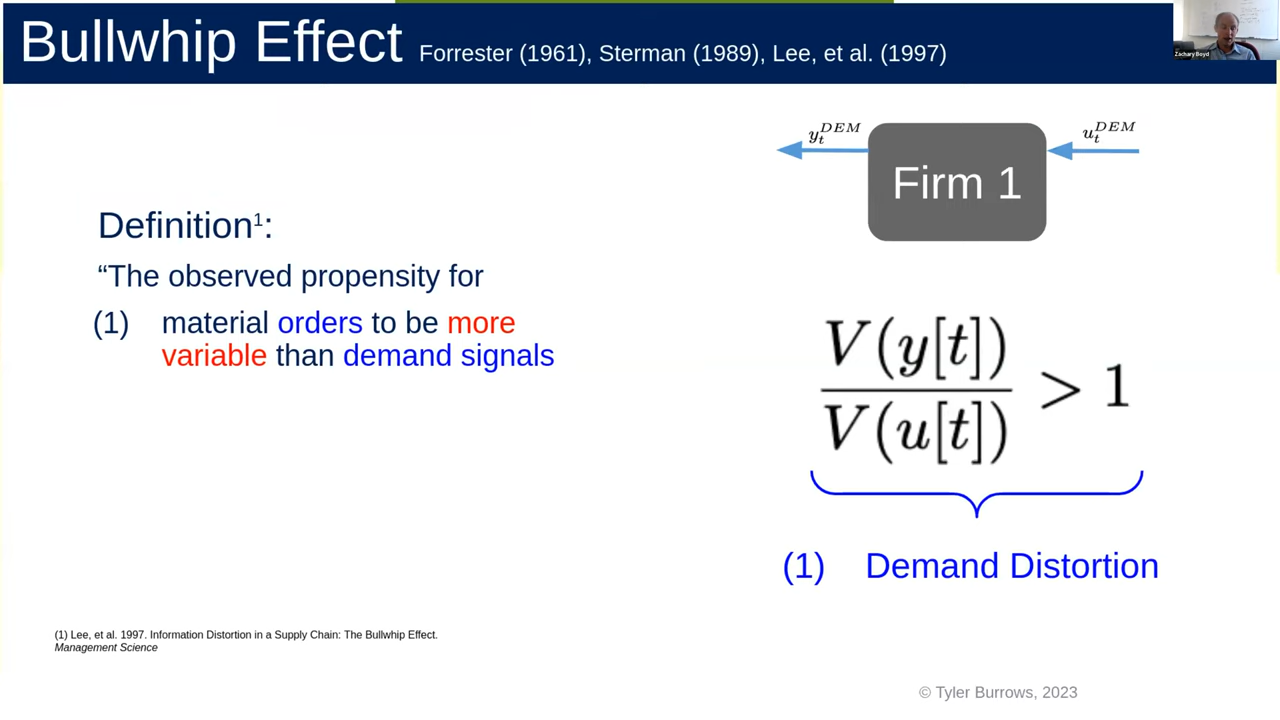 Bullwhip Effect Forrester (1961), Sterman (1989), Lee, et al. (1997)
Zachary Boyd
y_t^{DEM}
u_t^{DEM}
Firm 1
Definition¹:
“The observed propensity for
(1) material orders to be more
variable than demand signals
V(y[t])
V(u[t])
> 1
(1) Demand Distortion
(1) Lee, et al. 1997. Information Distortion in a Supply Chain: The Bullwhip Effect.
Management Science
© Tyler Burrows, 2023